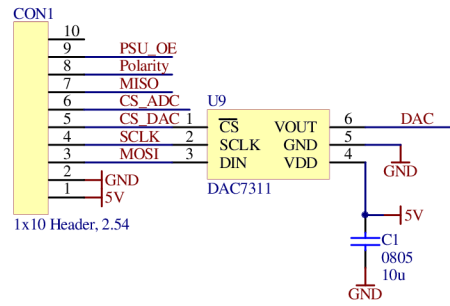 CON1
10
9 PSU_OE
8 Polarity
7 MISO
6 CS_ADC
5 CS_DAC
4 SCLK
3 MOSI
2 GND
1 5V
1x10 Header, 2.54
U9
1 CS VOUT 6 DAC
2 SCLK GND 5 GND
3 DIN VDD 4
DAC7311
5V
C1
0805
10u
GND